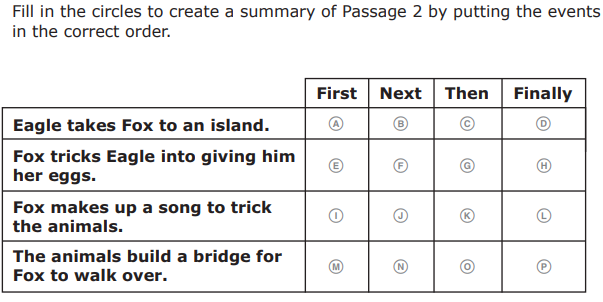 Fill in the circles to create a summary of Passage 2 by putting the events
in the correct order.
First Next Then Finally
Eagle takes Fox to an island. A B C D
Fox tricks Eagle into giving him
her eggs. E F G H
Fox makes up a song to trick
the animals. I J K L
The animals build a bridge for
Fox to walk over. M N O P